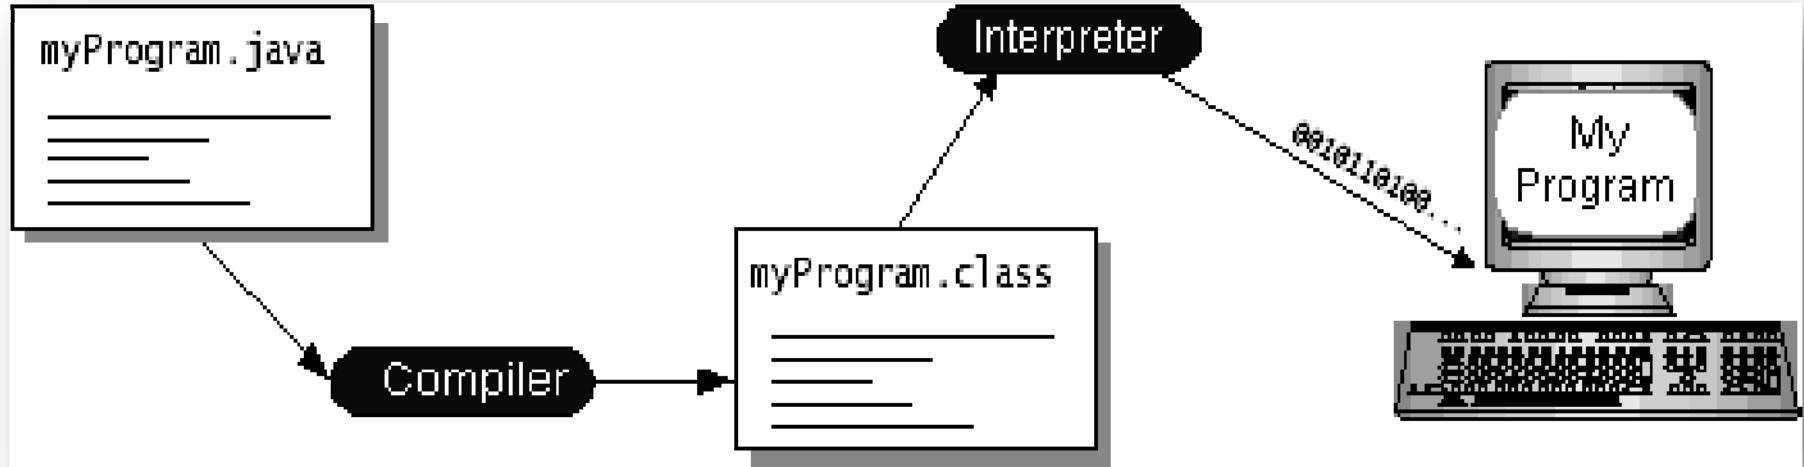 myProgram.java
Compiler
myProgram.class
Interpreter
0010110100...
My
Program